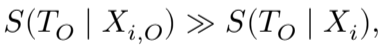 S(T_O | X_{i,O}) ≫ S(T_O | X_i),